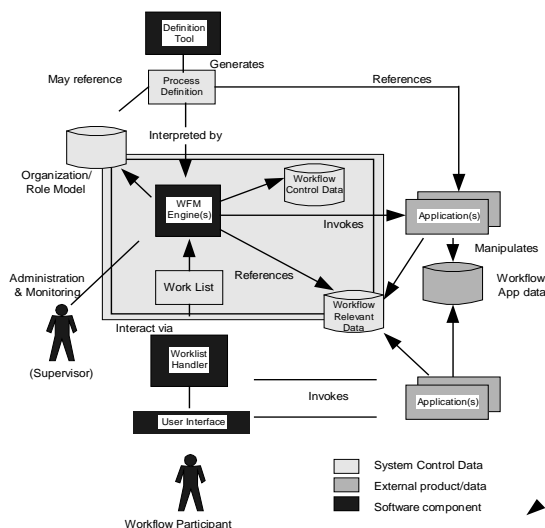 Definition
Tool
Generates
May reference
Process
Definition
References
Interpreted by
Organization/
Role Model
WFM
Engine(s)
Workflow
Control Data
Invokes
Application(s)
Manipulates
Workflow
App data
References
Work List
Workflow
Relevant
Data
Administration
& Monitoring
(Supervisor)
Interact via
Worklist
Handler
Invokes
Application(s)
User Interface
Workflow Participant
System Control Data
External product/data
Software component